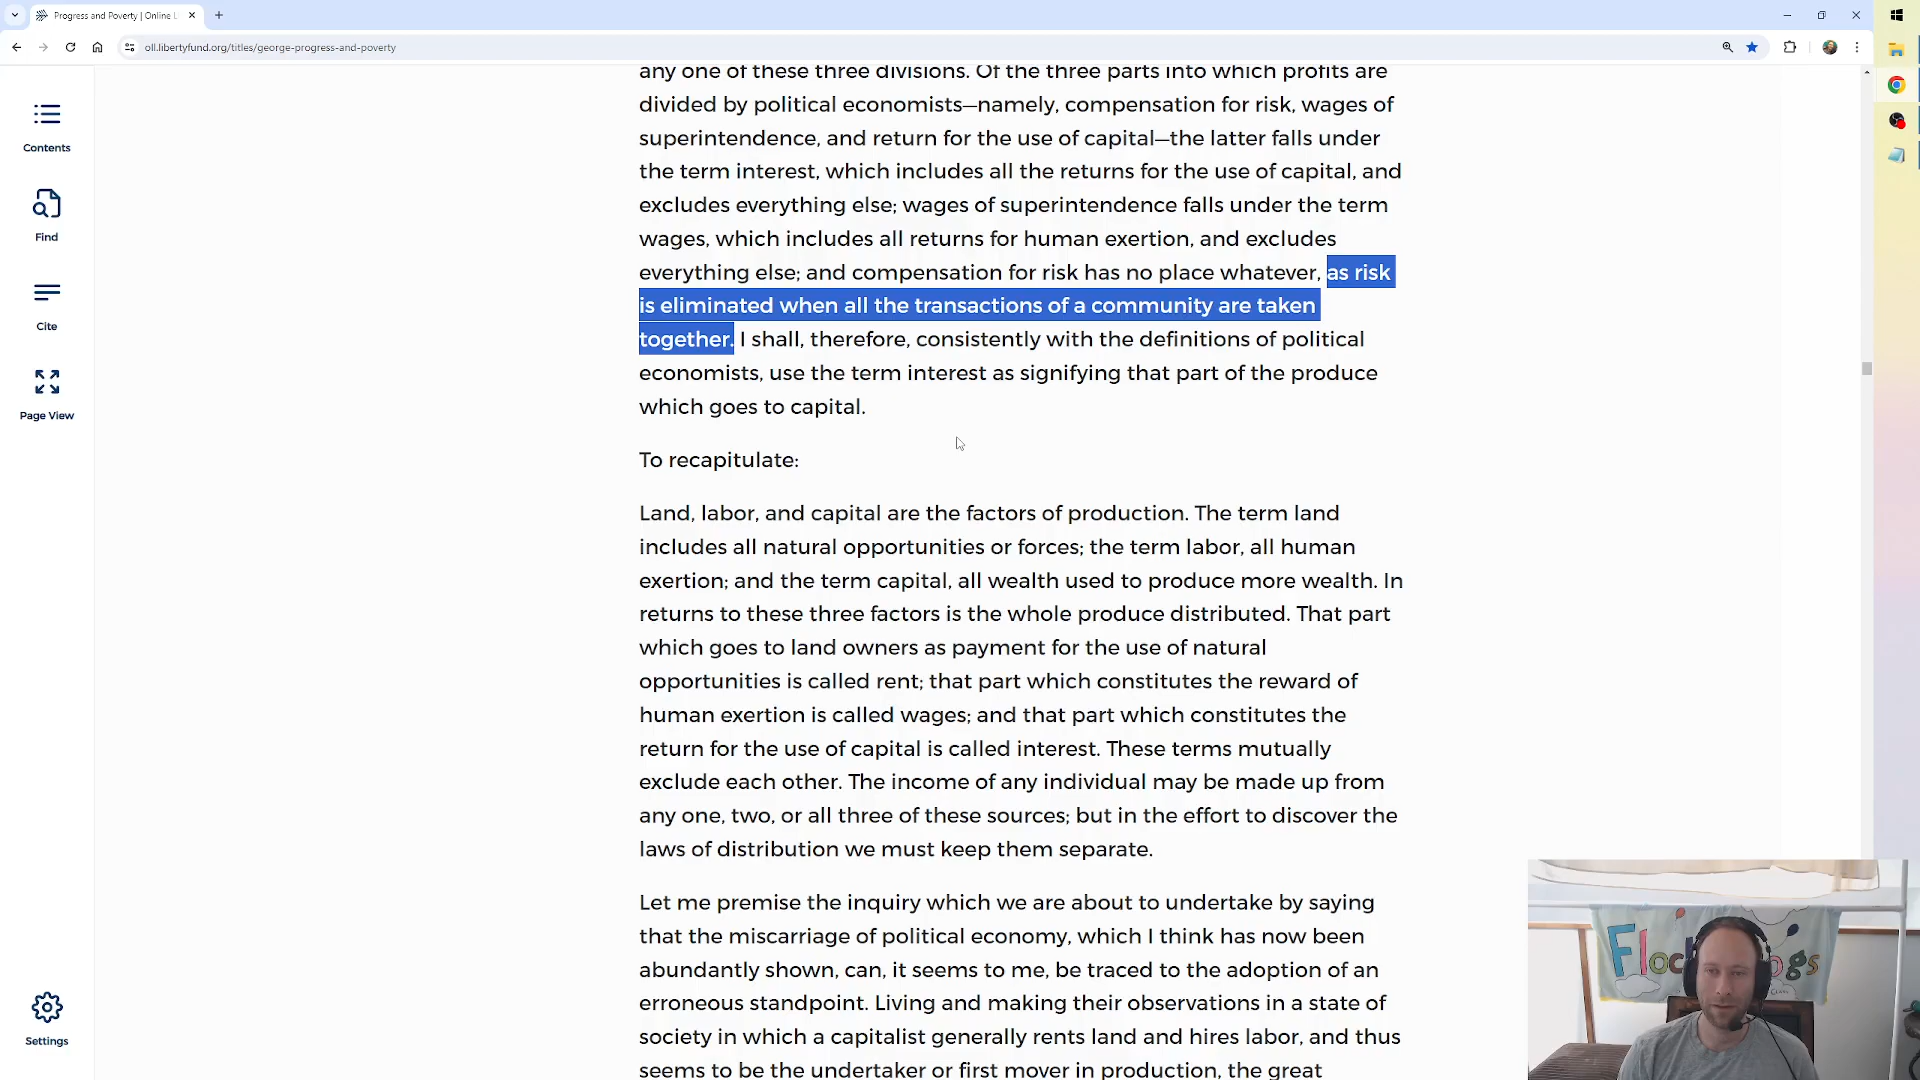 Progress and Poverty | Online L
oll.libertyfund.org/titles/george-progress-and-poverty
Contents
Find
Cite
Page View
Settings
any one of these three divisions. Of the three parts into which profits are
divided by political economists—namely, compensation for risk, wages of
superintendence, and return for the use of capital—the latter falls under
the term interest, which includes all the returns for the use of capital, and
excludes everything else; wages of superintendence falls under the term
wages, which includes all returns for human exertion, and excludes
everything else; and compensation for risk has no place whatever, as risk
is eliminated when all the transactions of a community are taken
together. I shall, therefore, consistently with the definitions of political
economists, use the term interest as signifying that part of the produce
which goes to capital.
To recapitulate:
Land, labor, and capital are the factors of production. The term land
includes all natural opportunities or forces; the term labor, all human
exertion; and the term capital, all wealth used to produce more wealth. In
returns to these three factors is the whole produce distributed. That part
which goes to land owners as payment for the use of natural
opportunities is called rent; that part which constitutes the reward of
human exertion is called wages; and that part which constitutes the
return for the use of capital is called interest. These terms mutually
exclude each other. The income of any individual may be made up from
any one, two, or all three of these sources; but in the effort to discover the
laws of distribution we must keep them separate.
Let me premise the inquiry which we are about to undertake by saying
that the miscarriage of political economy, which I think has now been
abundantly shown, can, it seems to me, be traced to the adoption of an
erroneous standpoint. Living and making their observations in a state of
society in which a capitalist generally rents land and hires labor, and thus
seems to be the undertaker or first mover in production, the great